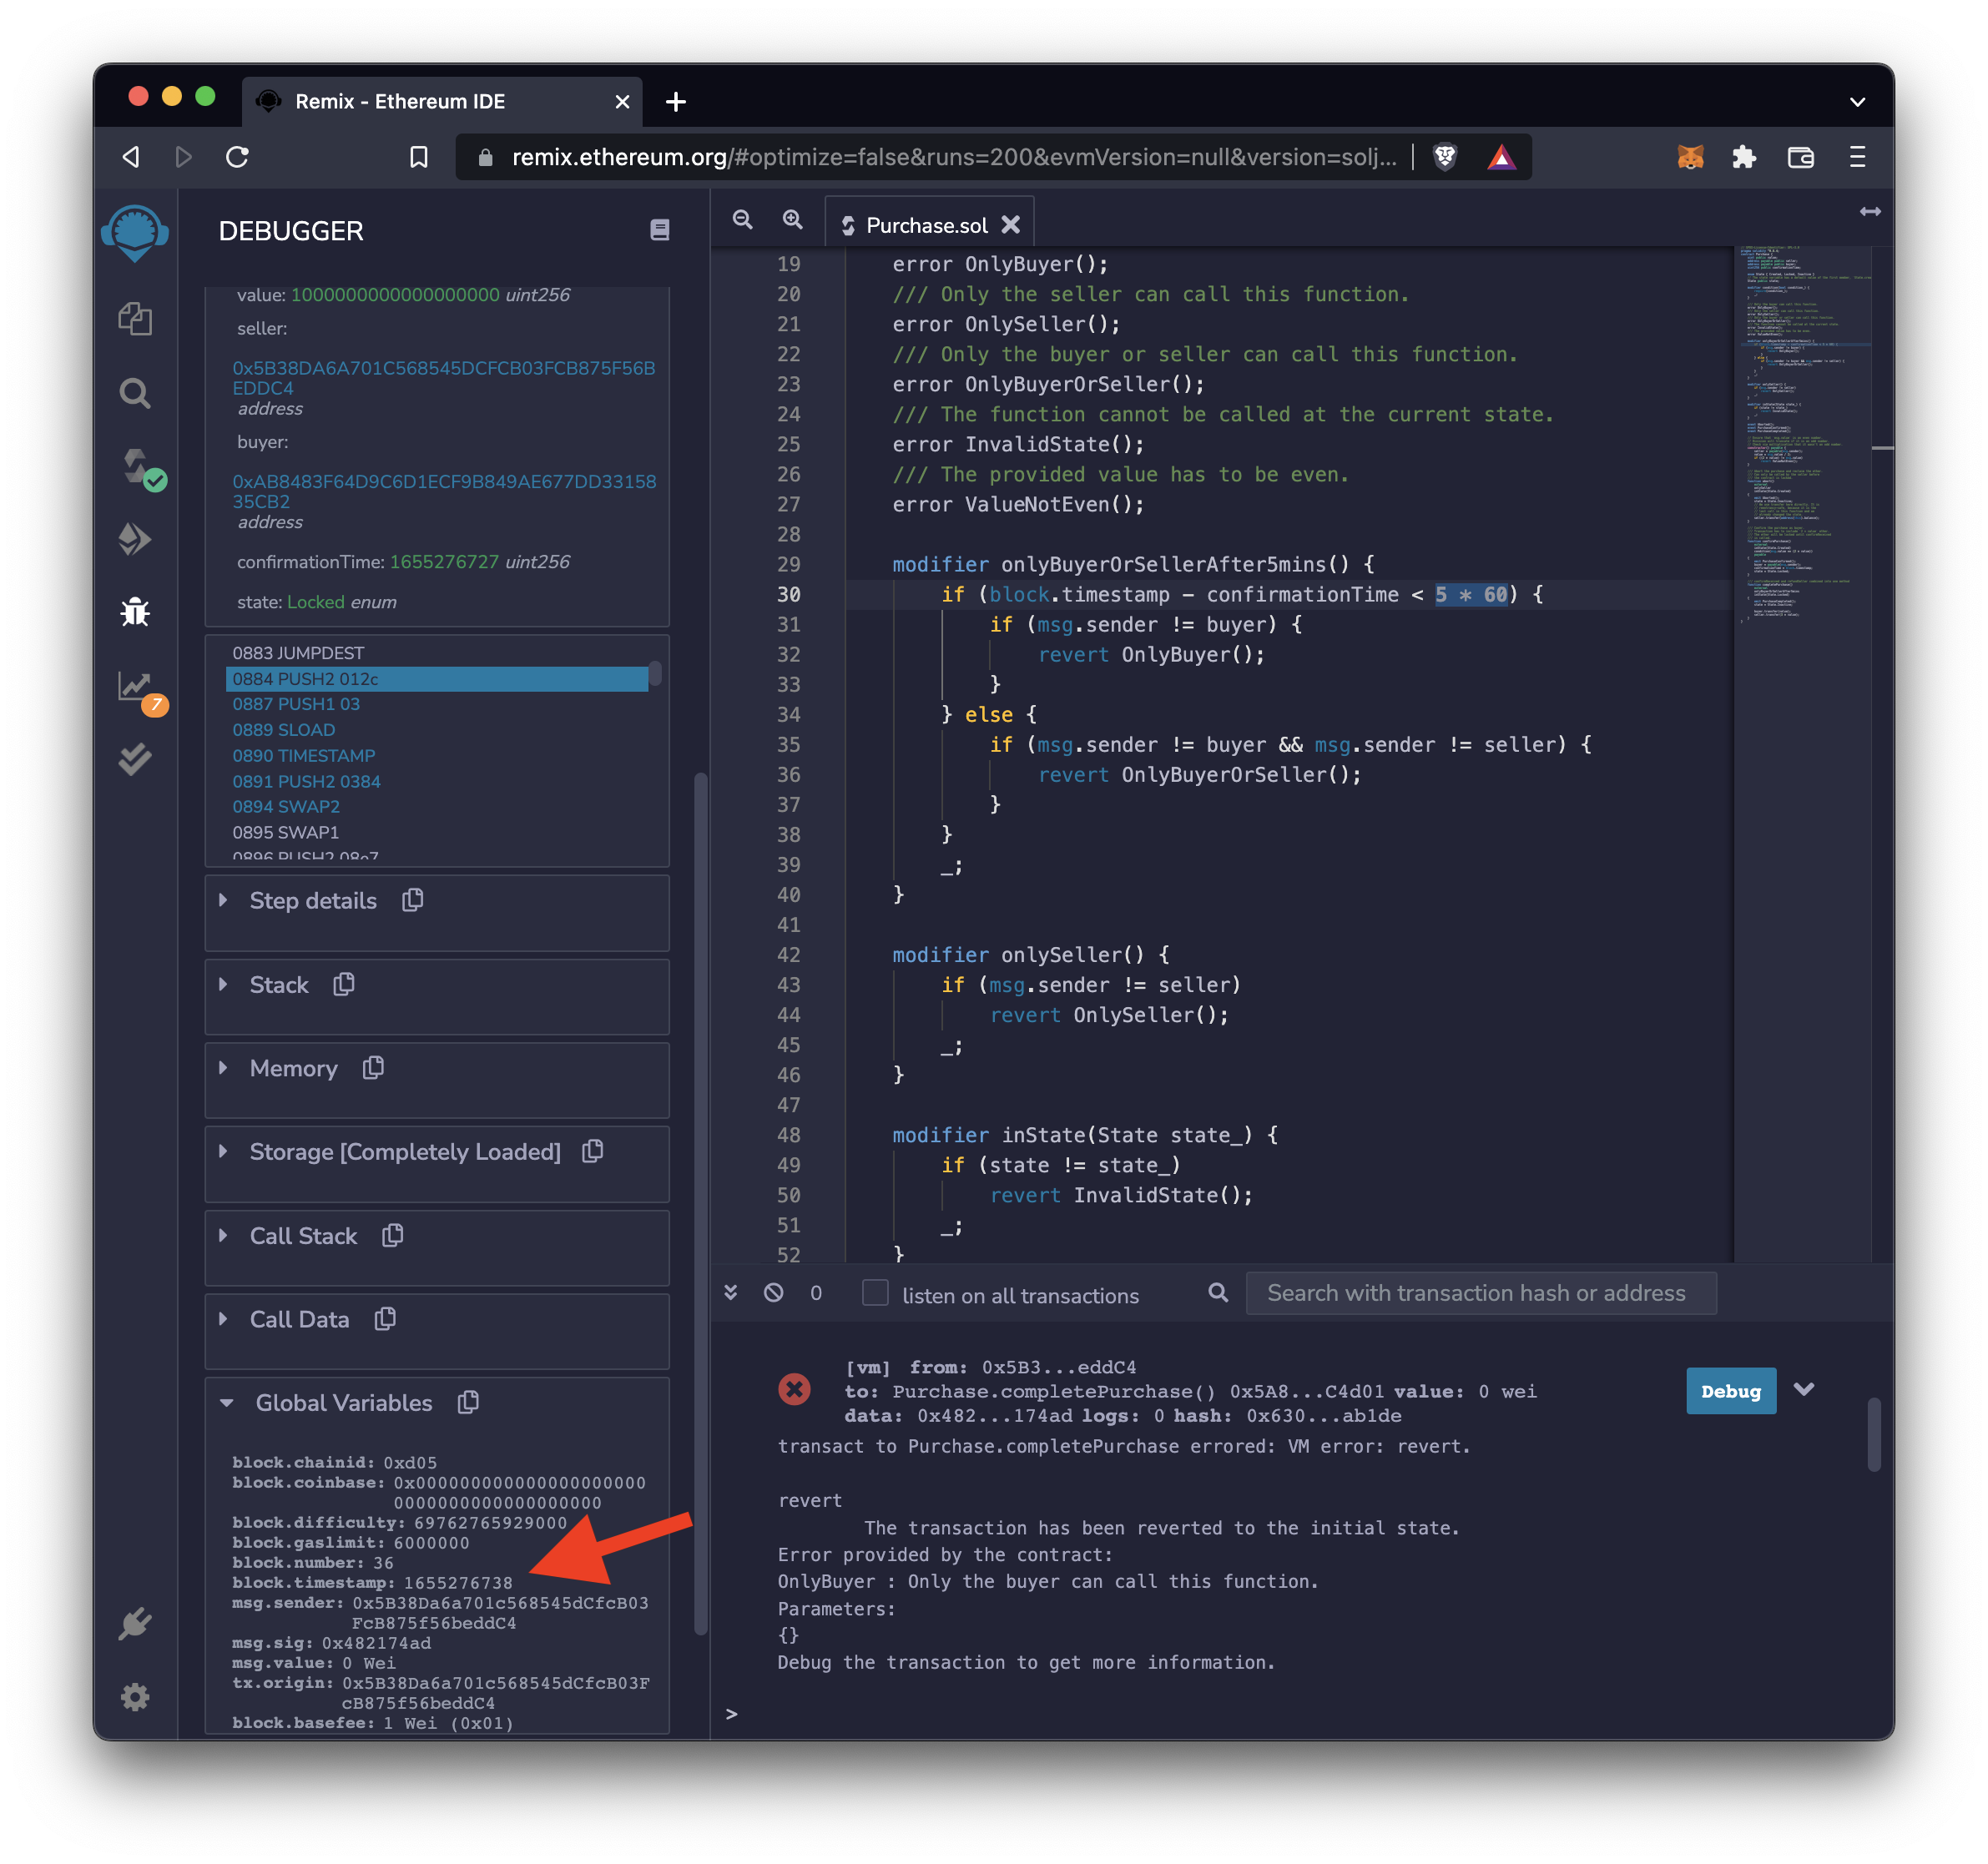 Remix - Ethereum IDE
remix.ethereum.org/#optimize=false&runs=200&evmVersion=null&version=solj...
DEBUGGER
value: 1000000000000000000 uint256
seller:
0x5B38DA6A701C568545DCFCB03FCB875F56B
EDDC4
address
buyer:
0xAB8483F64D9C6D1ECF9B849AE677DD33158
35CB2
address
confirmationTime: 1655276727 uint256
state: Locked enum
0883 JUMPDEST
0884 PUSH2 012c
0887 PUSH1 03
0889 SLOAD
0890 TIMESTAMP
0891 PUSH2 0384
0894 SWAP2
0895 SWAP1
0896 PUSH2 08e7
7
Step details
Stack
Memory
Storage [Completely Loaded]
Call Stack
Call Data
Global Variables
block.chainid: 0xd05
block.coinbase: 0x000000000000000000000
0000000000000000000
block.difficulty: 69762765929000
block.gaslimit: 6000000
block.number: 36
block.timestamp: 1655276738
msg.sender: 0x5B38Da6a701c568545dCfcB03
FcB875f56beddC4
msg.sig: 0x482174ad
msg.value: 0 Wei
tx.origin: 0x5B38Da6a701c568545dCfcB03F
cB875f56beddC4
block.basefee: 1 Wei (0x01)
Purchase.sol
19 error OnlyBuyer();
20 /// Only the seller can call this function.
21 error OnlySeller();
22 /// Only the buyer or seller can call this function.
23 error OnlyBuyerOrSeller();
24 /// The function cannot be called at the current state.
25 error InvalidState();
26 /// The provided value has to be even.
27 error ValueNotEven();
28
29 modifier onlyBuyerOrSellerAfter5mins() {
30 if (block.timestamp - confirmationTime < 5 * 60) {
31 if (msg.sender != buyer) {
32 revert OnlyBuyer();
33 }
34 } else {
35 if (msg.sender != buyer && msg.sender != seller) {
36 revert OnlyBuyerOrSeller();
37 }
38 }
39 _;
40 }
41
42 modifier onlySeller() {
43 if (msg.sender != seller)
44 revert OnlySeller();
45 _;
46 }
47
48 modifier inState(State state_) {
49 if (state != state_)
50 revert InvalidState();
51 _;
52 }
0 listen on all transactions Search with transaction hash or address
[vm] from: 0x5B3...eddC4
to: Purchase.completePurchase() 0x5A8...C4d01 value: 0 wei
data: 0x482...174ad logs: 0 hash: 0x630...ab1de
Debug
transact to Purchase.completePurchase errored: VM error: revert.
revert
The transaction has been reverted to the initial state.
Error provided by the contract:
OnlyBuyer : Only the buyer can call this function.
Parameters:
{}
Debug the transaction to get more information.
>